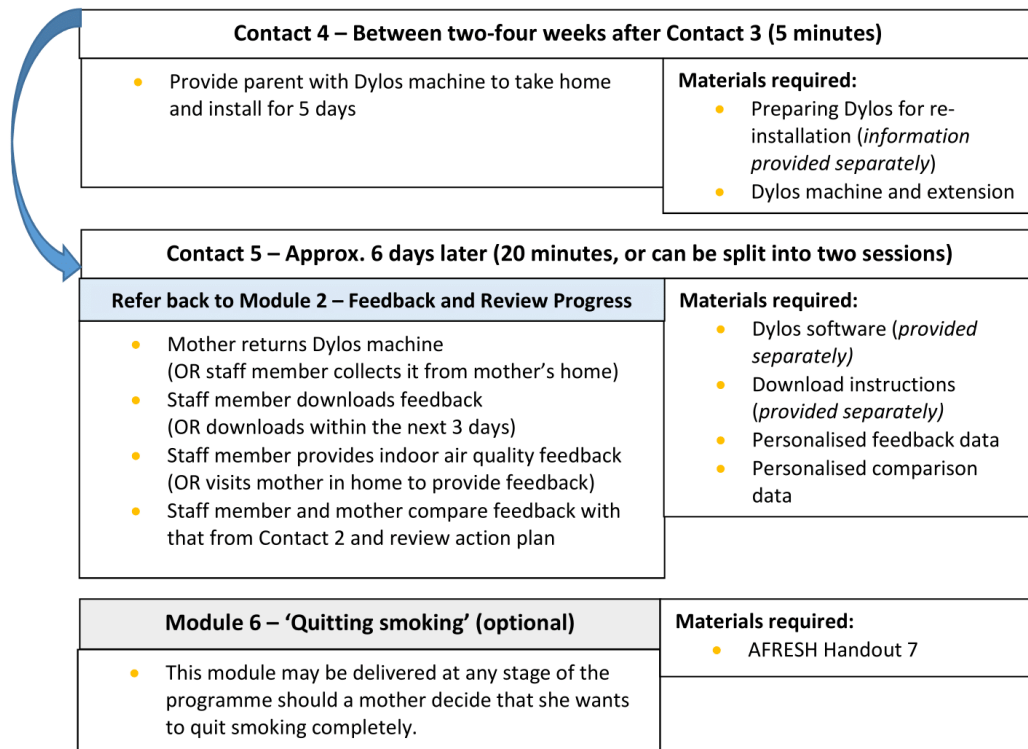 Contact 4 – Between two-four weeks after Contact 3 (5 minutes)
• Provide parent with Dylos machine to take home
and install for 5 days
Materials required:
• Preparing Dylos for re-
installation (information
provided separately)
• Dylos machine and extension
Contact 5 – Approx. 6 days later (20 minutes, or can be split into two sessions)
Refer back to Module 2 – Feedback and Review Progress
• Mother returns Dylos machine
(OR staff member collects it from mother's home)
• Staff member downloads feedback
(OR downloads within the next 3 days)
• Staff member provides indoor air quality feedback
(OR visits mother in home to provide feedback)
• Staff member and mother compare feedback with
that from Contact 2 and review action plan
Materials required:
• Dylos software (provided
separately)
• Download instructions
(provided separately)
• Personalised feedback data
• Personalised comparison
data
Module 6 – ‘Quitting smoking’ (optional)
• This module may be delivered at any stage of the
programme should a mother decide that she wants
to quit smoking completely.
Materials required:
• AFRESH Handout 7